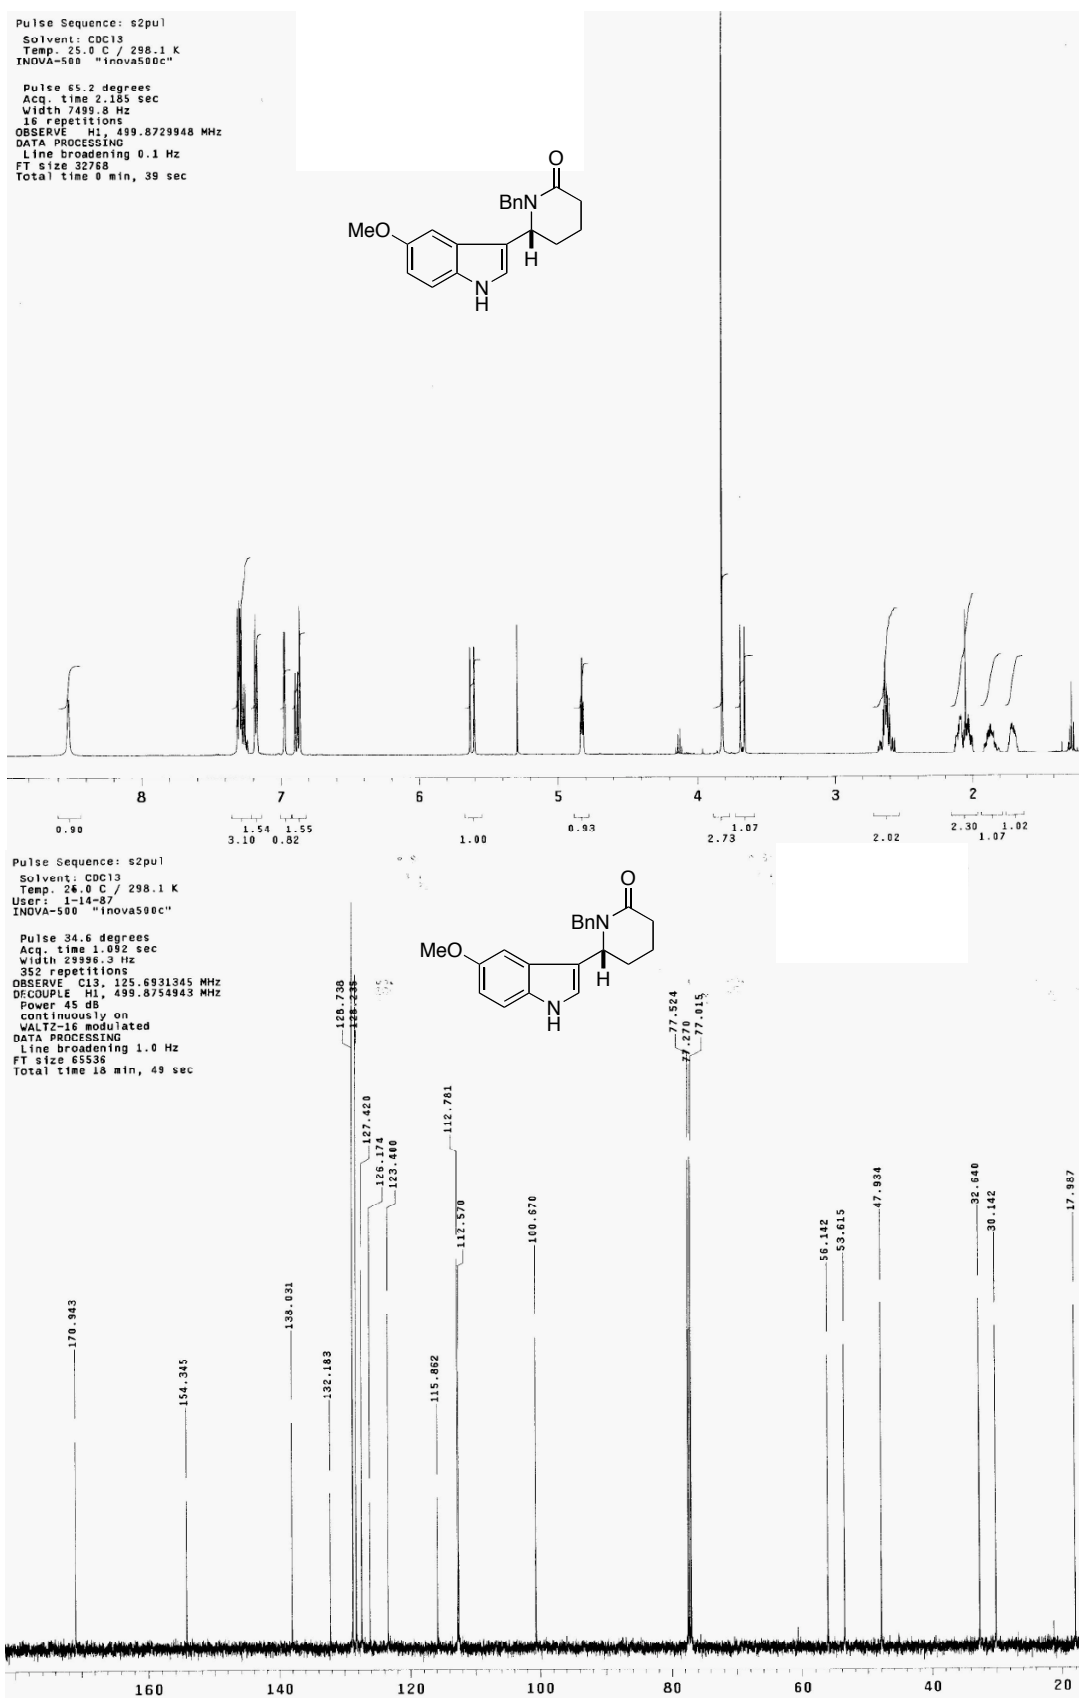 Pulse Sequence: s2pul
Solvent: CDCl3
Temp. 25.0 C / 298.1 K
INOVA-500 "inova500c"
Pulse 65.2 degrees
Acq. time 2.185 sec
Width 7499.8 Hz
16 repetitions
OBSERVE H1, 499.8729948 MHz
DATA PROCESSING
Line broadening 0.1 Hz
FT size 32768
Total time 0 min, 39 sec
O
BnN
MeO
H
N
H
8 7 6 5 4 3 2
0.90 1.54 1.55 0.93 1.07 2.30 1.02
3.10 0.82 1.00 2.73 2.02 1.07
Pulse Sequence: s2pul
Solvent: CDCl3
Temp. 26.0 C / 298.1 K
User: 1-14-87
INOVA-500 "inova500c"
Pulse 34.6 degrees
Acq. time 1.092 sec
Width 29996.3 Hz
352 repetitions
OBSERVE C13, 125.6931345 MHz
DECOUPLE H1, 499.8754943 MHz
Power 45 dB
continuously on
WALTZ-16 modulated
DATA PROCESSING
Line broadening 1.0 Hz
FT size 65536
Total time 18 min, 49 sec
O
BnN
MeO
H
N
H
170.943
154.345
138.031
132.183
128.738
128.235
127.420
126.174
123.400
115.862
112.781
112.570
100.670
77.524
77.270
77.015
56.142
53.615
47.934
32.640
30.142
17.987
160 140 120 100 80 60 40 20